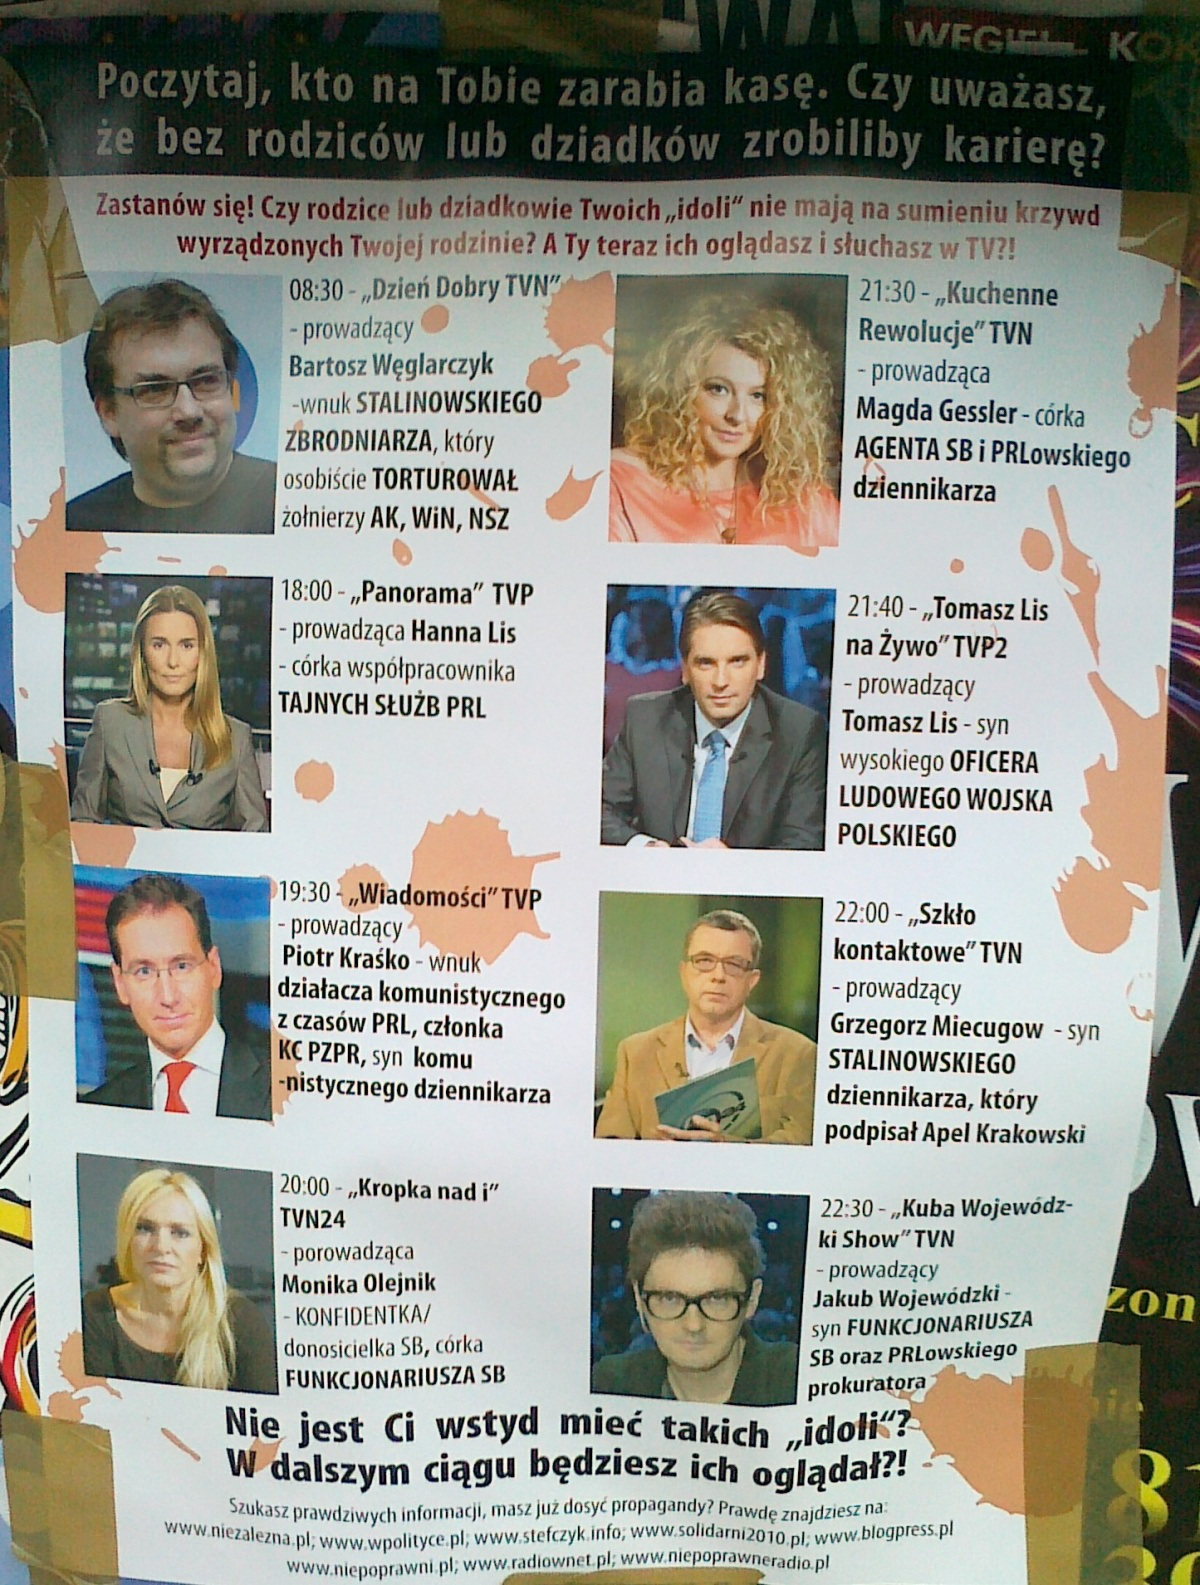 WĘGIEL KOK
Poczytaj, kto na Tobie zarabia kasę. Czy uważasz,
że bez rodziców lub dziadków zrobiliby karierę?
Zastanów się! Czy rodzice lub dziadkowie Twoich „idoli“ nie mają na sumieniu krzywd
wyrządzonych Twojej rodzinie? A Ty teraz ich oglądasz i słuchasz w TV?!
08:30 - „Dzień Dobry TVN”
- prowadzący
Bartosz Węglarczyk
-wnuk STALINOWSKIEGO
ZBRODNIARZA, który
osobiście TORTUROWAŁ
żołnierzy AK, WiN, NSZ
18:00 - „Panorama” TVP
- prowadząca Hanna Lis
- córka współpracownika
TAJNYCH SŁUŻB PRL
19:30 - „Wiadomości” TVP
- prowadzący
Piotr Kraśko - wnuk
działacza komunistycznego
z czasów PRL, członka
KC PZPR, syn komu
-nistycznego dziennikarza
20:00 - „Kropka nad i”
TVN24
- porowadząca
Monika Olejnik
- KONFIDENTKA/
donosicielka SB, córka
FUNKCJONARIUSZA SB
21:30 - „Kuchenne
Rewolucje” TVN
- prowadząca
Magda Gessler - córka
AGENTA SB i PRLowskiego
dziennikarza
21:40 - „Tomasz Lis
na Żywo” TVP2
- prowadzący
Tomasz Lis - syn
wysokiego OFICERA
LUDOWEGO WOJSKA
POLSKIEGO
22:00 - „Szkło
kontaktowe” TVN
- prowadzący
Grzegorz Miecugow - syn
STALINOWSKIEGO
dziennikarza, który
podpisał Apel Krakowski
22:30 - „Kuba Wojewódz-
ki Show” TVN
- prowadzący
Jakub Wojewódzki -
syn FUNKCJONARIUSZA
SB oraz PRLowskiego
prokuratora
Nie jest Ci wstyd mieć takich „idoli“?
W dalszym ciągu będziesz ich oglądał?!
Szukasz prawdziwych informacji, masz już dosyć propagandy? Prawdę znajdziesz na:
www.niezalezna.pl; www.wpolityce.pl; www.stefczyk.info; www.solidarni2010.pl; www.blogpress.pl
www.niepoprawni.pl; www.radiownet.pl; www.niepoprawneradio.pl
zon